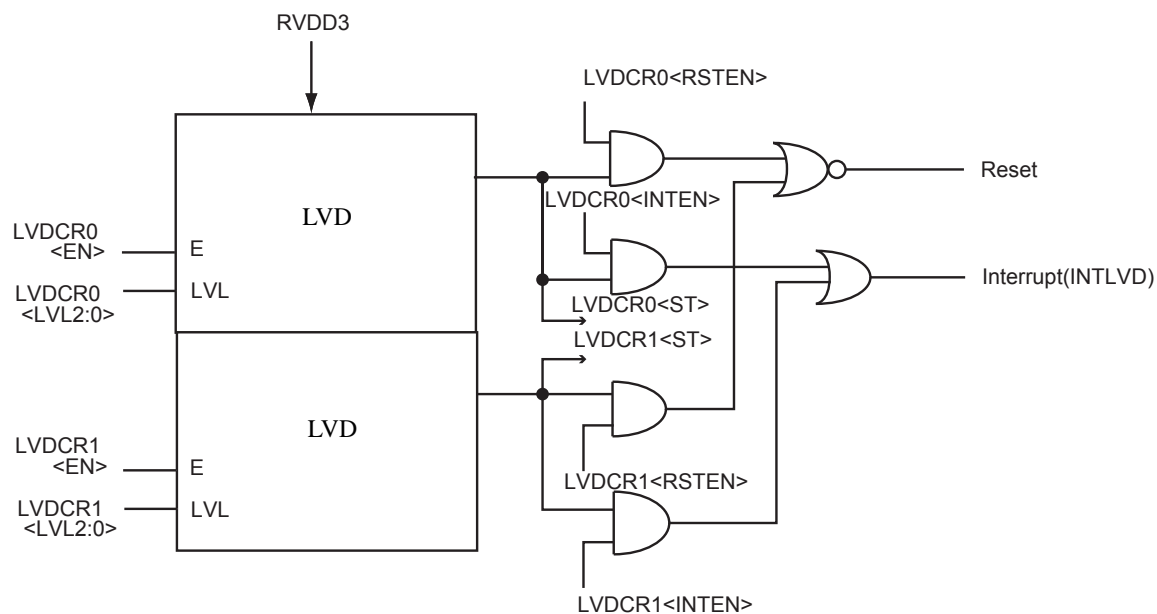 RVDD3
LVDCR0<RSTEN>
Reset
LVDCR0<INTEN>
LVD
LVDCR0
<EN>
E
LVDCR0
<LVL2:0>
LVL
Interrupt(INTLVD)
LVDCR0<ST>
LVDCR1<ST>
LVD
LVDCR1
<EN>
E
LVDCR1
<LVL2:0>
LVL
LVDCR1<RSTEN>
LVDCR1<INTEN>